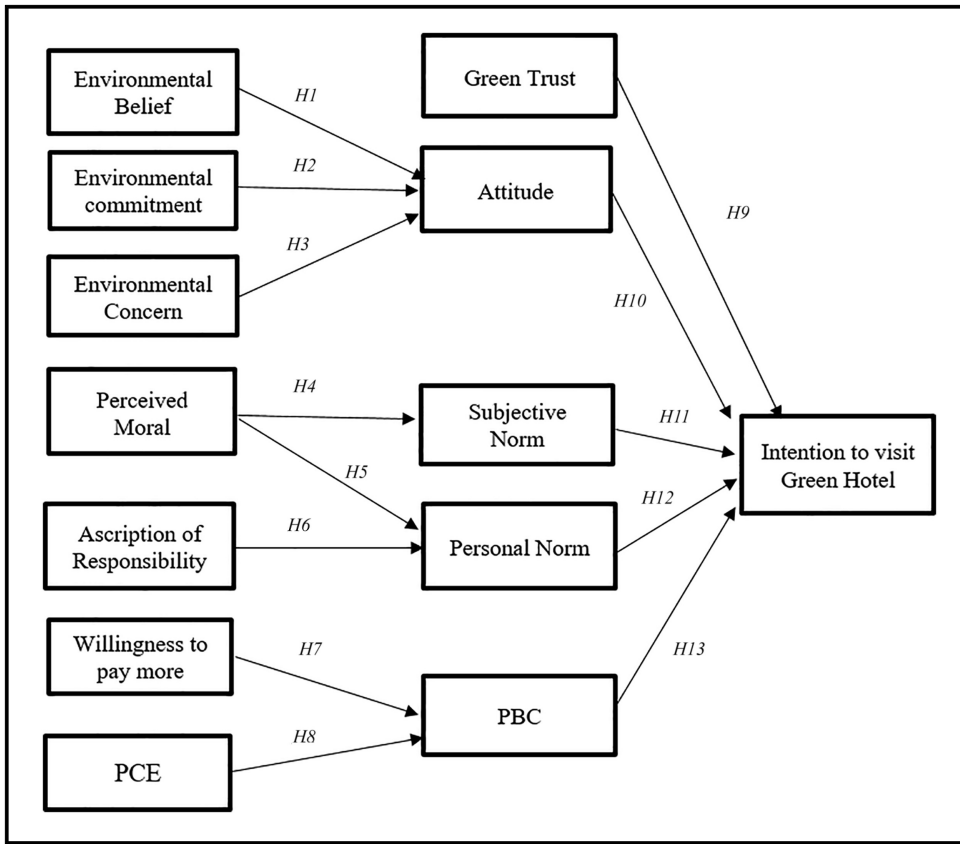 Environmental
Belief
H1
Green Trust
Environmental
commitment
H2
Attitude
H9
Environmental
Concern
H3
H10
Perceived
Moral
H4
Subjective
Norm
H11
Intention to visit
Green Hotel
H5
Ascription of
Responsibility
H6
Personal Norm
H12
Willingness to
pay more
H7
H13
PBC
PCE
H8